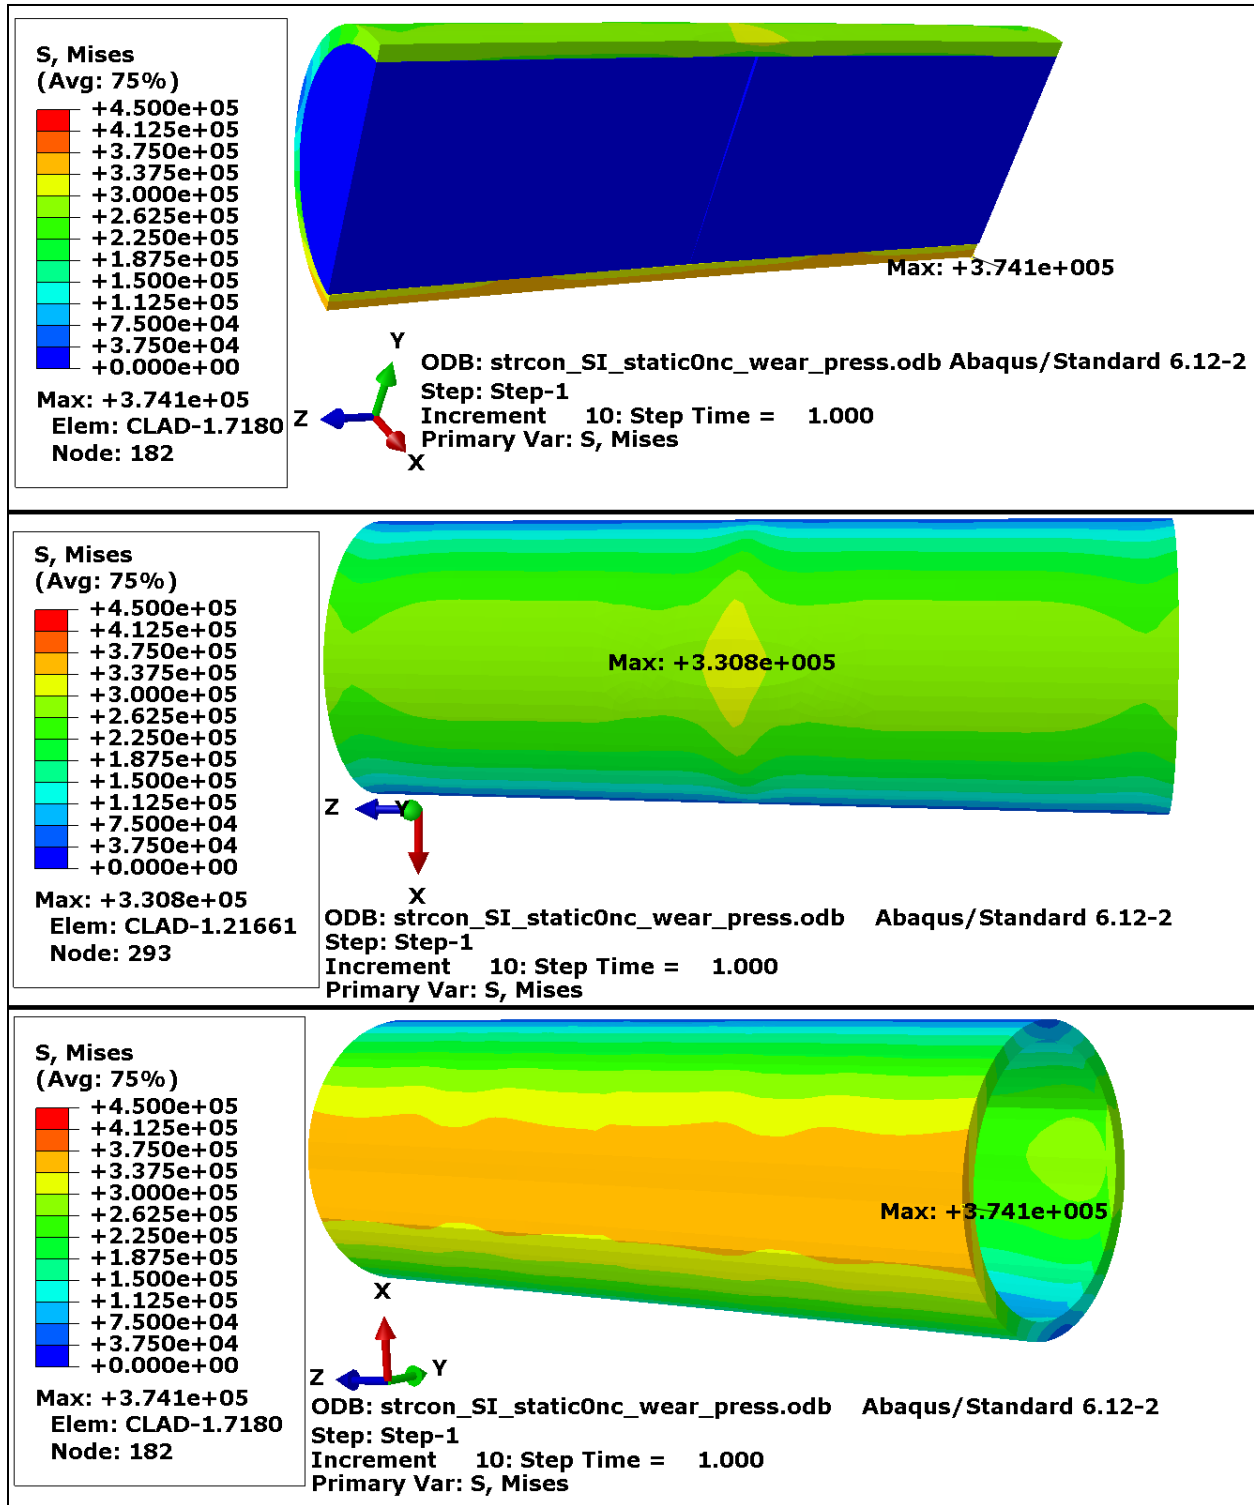 S, Mises
(Avg: 75%)
+4.500e+05
+4.125e+05
+3.750e+05
+3.375e+05
+3.000e+05
+2.625e+05
+2.250e+05
+1.875e+05
+1.500e+05
+1.125e+05
+7.500e+04
+3.750e+04
+0.000e+00
Max: +3.741e+05
Elem: CLAD-1.7180
Node: 182
Max: +3.741e+005
Y
Z
X
ODB: strcon_SI_static0nc_wear_press.odb Abaqus/Standard 6.12-2
Step: Step-1
Increment 10: Step Time = 1.000
Primary Var: S, Mises
S, Mises
(Avg: 75%)
+4.500e+05
+4.125e+05
+3.750e+05
+3.375e+05
+3.000e+05
+2.625e+05
+2.250e+05
+1.875e+05
+1.500e+05
+1.125e+05
+7.500e+04
+3.750e+04
+0.000e+00
Max: +3.308e+05
Elem: CLAD-1.21661
Node: 293
Max: +3.308e+005
Z
Y
X
ODB: strcon_SI_static0nc_wear_press.odb Abaqus/Standard 6.12-2
Step: Step-1
Increment 10: Step Time = 1.000
Primary Var: S, Mises
S, Mises
(Avg: 75%)
+4.500e+05
+4.125e+05
+3.750e+05
+3.375e+05
+3.000e+05
+2.625e+05
+2.250e+05
+1.875e+05
+1.500e+05
+1.125e+05
+7.500e+04
+3.750e+04
+0.000e+00
Max: +3.741e+05
Elem: CLAD-1.7180
Node: 182
Max: +3.741e+005
X
Z
Y
ODB: strcon_SI_static0nc_wear_press.odb Abaqus/Standard 6.12-2
Step: Step-1
Increment 10: Step Time = 1.000
Primary Var: S, Mises